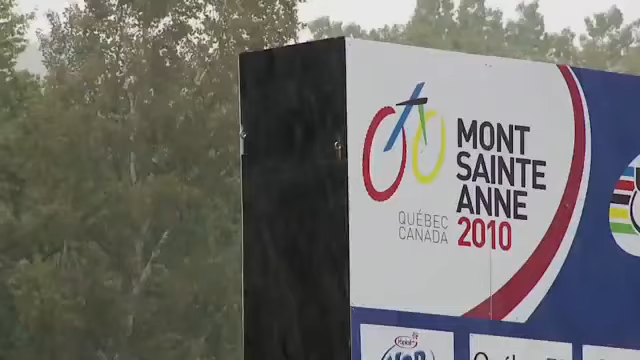 MONT
SAINTE
ANNE
2010
QUÉBEC
CANADA